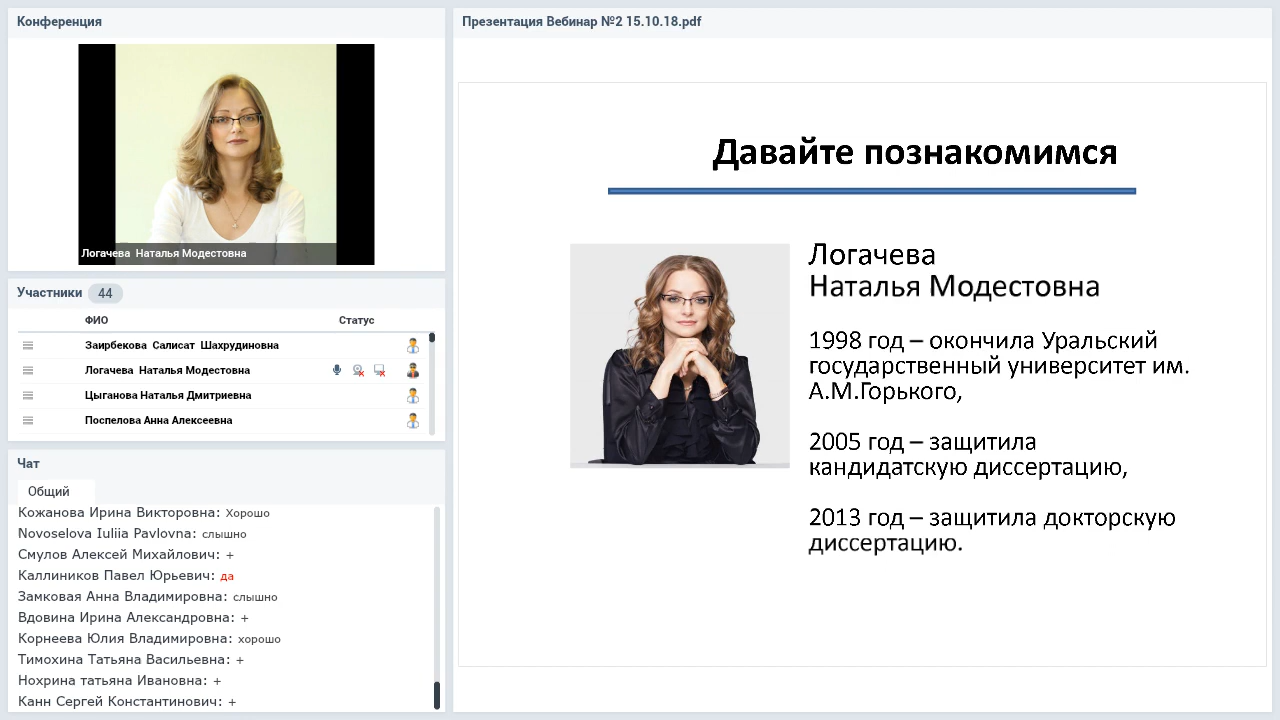 Конференция
Логачева Наталья Модестовна
Участники 44
ФИО Статус
Заирбекова Салисат Шахрудиновна
Логачева Наталья Модестовна
Цыганова Наталья Дмитриевна
Поспелова Анна Алексеевна
Чат
Общий
Кожанова Ирина Викторовна: Хорошо
Novoselova Iuliia Pavlovna: слышно
Смулов Алексей Михайлович: +
Каллиников Павел Юрьевич: да
Замковая Анна Владимировна: слышно
Вдовина Ирина Александровна: +
Корнеева Юлия Владимировна: хорошо
Тимохина Татьяна Васильевна: +
Нохрина татьяна Ивановна: +
Канн Сергей Константинович: +
Презентация Вебинар №2 15.10.18.pdf
Давайте познакомимся
Логачева
Наталья Модестовна
1998 год – окончила Уральский
государственный университет им.
А.М.Горького,
2005 год – защитила
кандидатскую диссертацию,
2013 год – защитила докторскую
диссертацию.